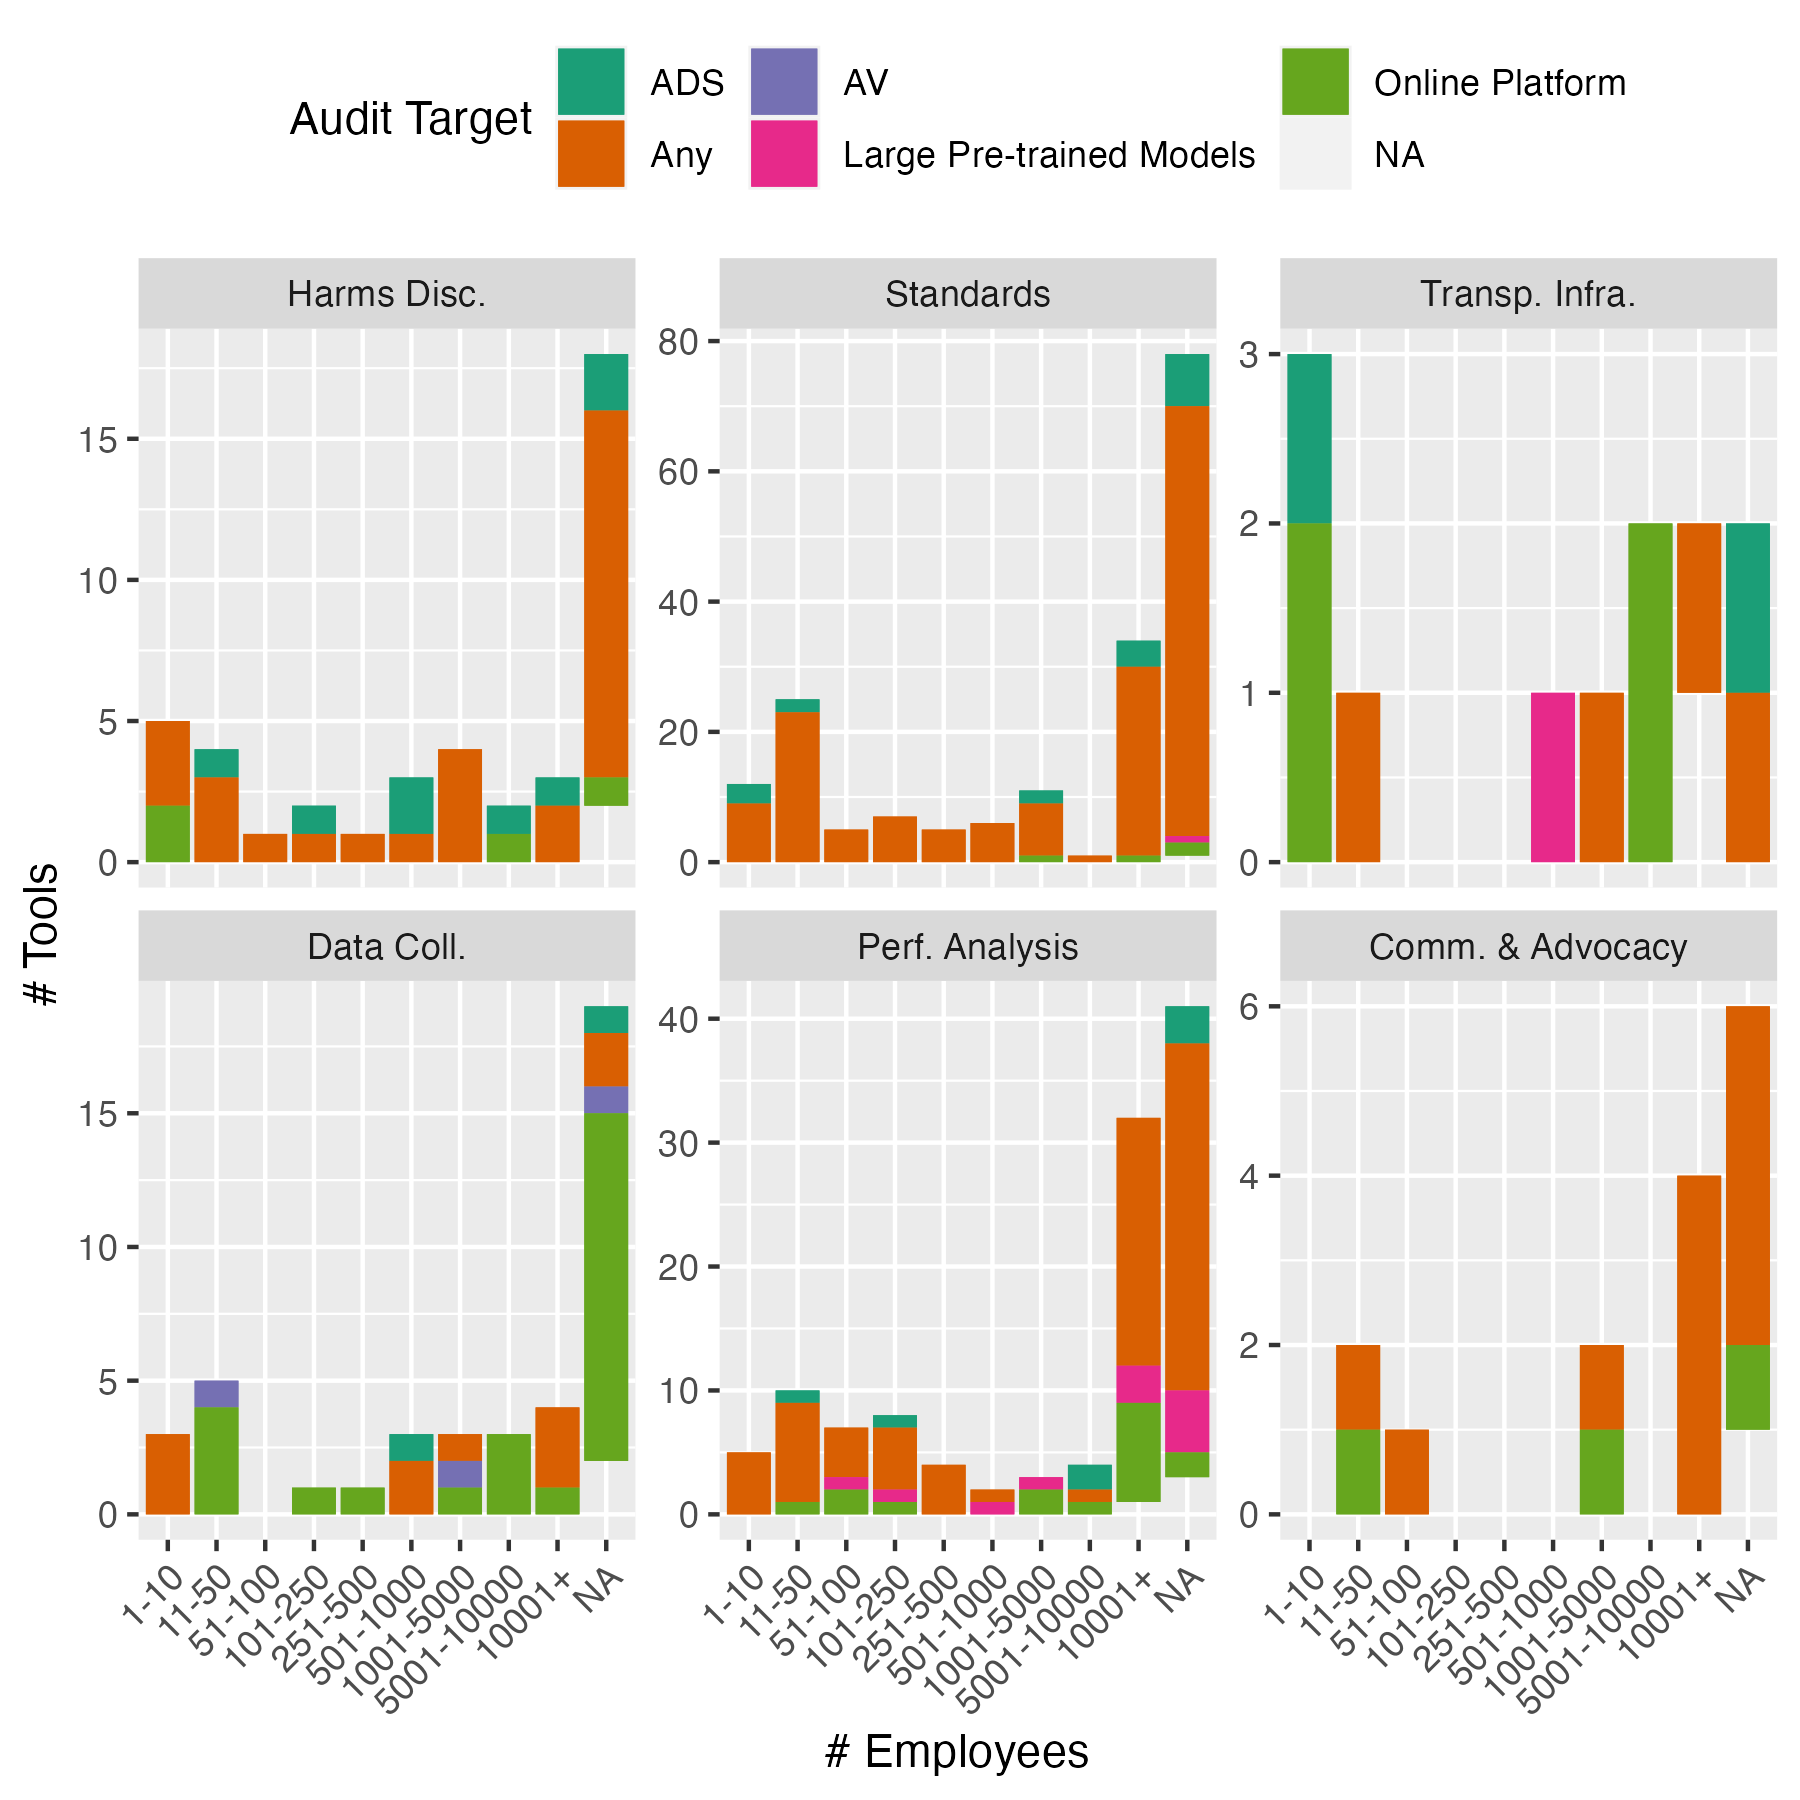 Audit Target
ADS
AV
Online Platform
Any
Large Pre-trained Models
NA
Harms Disc.
Standards
Transp. Infra.
15
10
5
0
80
60
40
20
0
3
2
1
0
# Tools
Data Coll.
Perf. Analysis
Comm. & Advocacy
15
10
5
0
40
30
20
10
0
6
4
2
0
1-10
11-50
51-100
101-250
251-500
501-1000
1001-5000
5001-10000
10001+
NA
1-10
11-50
51-100
101-250
251-500
501-1000
1001-5000
5001-10000
10001+
NA
1-10
11-50
51-100
101-250
251-500
501-1000
1001-5000
5001-10000
10001+
NA
# Employees